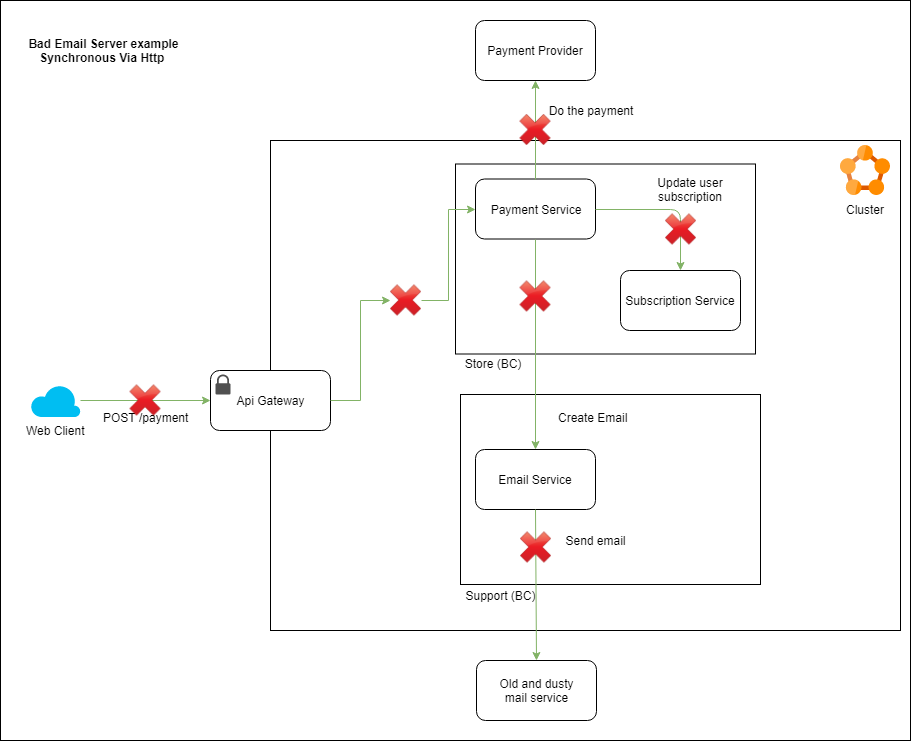 Bad Email Server example
Synchronous Via Http
Payment Provider
Do the payment
Cluster
Payment Service
Update user
subscription
Subscription Service
Store (BC)
Web Client
POST /payment
Api Gateway
Create Email
Email Service
Send email
Support (BC)
Old and dusty
mail service